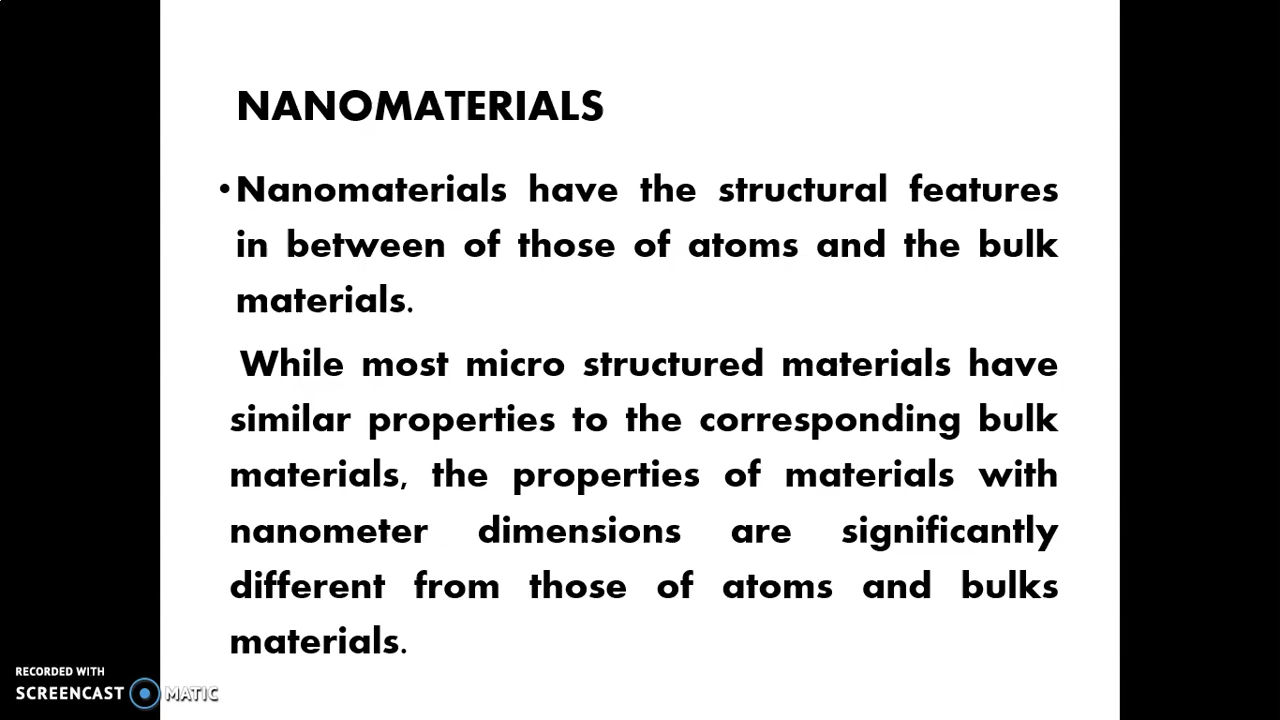 NANOMATERIALS
•Nanomaterials have the structural features
in between of those of atoms and the bulk
materials.
While most micro structured materials have
similar properties to the corresponding bulk
materials, the properties of materials with
nanometer dimensions are significantly
different from those of atoms and bulks
materials.
RECORDED WITH
SCREENCAST MATIC